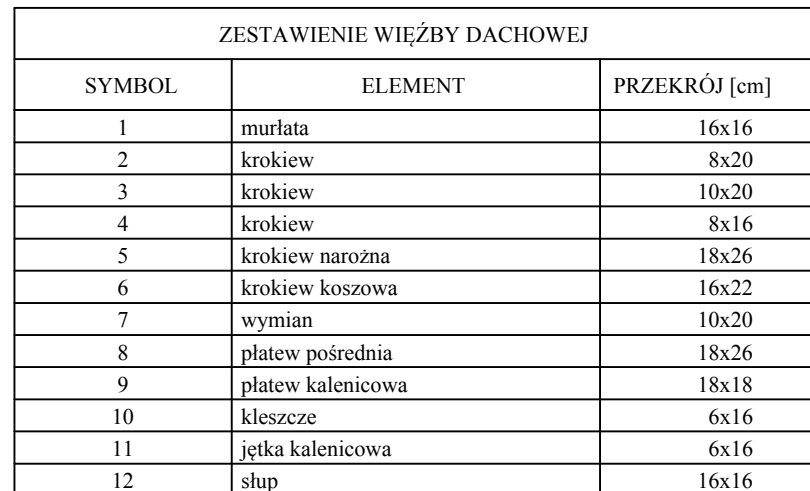 ZESTAWIENIE WIĘŹBY DACHOWEJ
SYMBOL ELEMENT PRZEKRÓJ [cm]
1 murłata 16x16
2 krokiew 8x20
3 krokiew 10x20
4 krokiew 8x16
5 krokiew narożna 18x26
6 krokiew koszowa 16x22
7 wymian 10x20
8 płatew pośrednia 18x26
9 płatew kalenicowa 18x18
10 kleszcze 6x16
11 jętka kalenicowa 6x16
12 słup 16x16